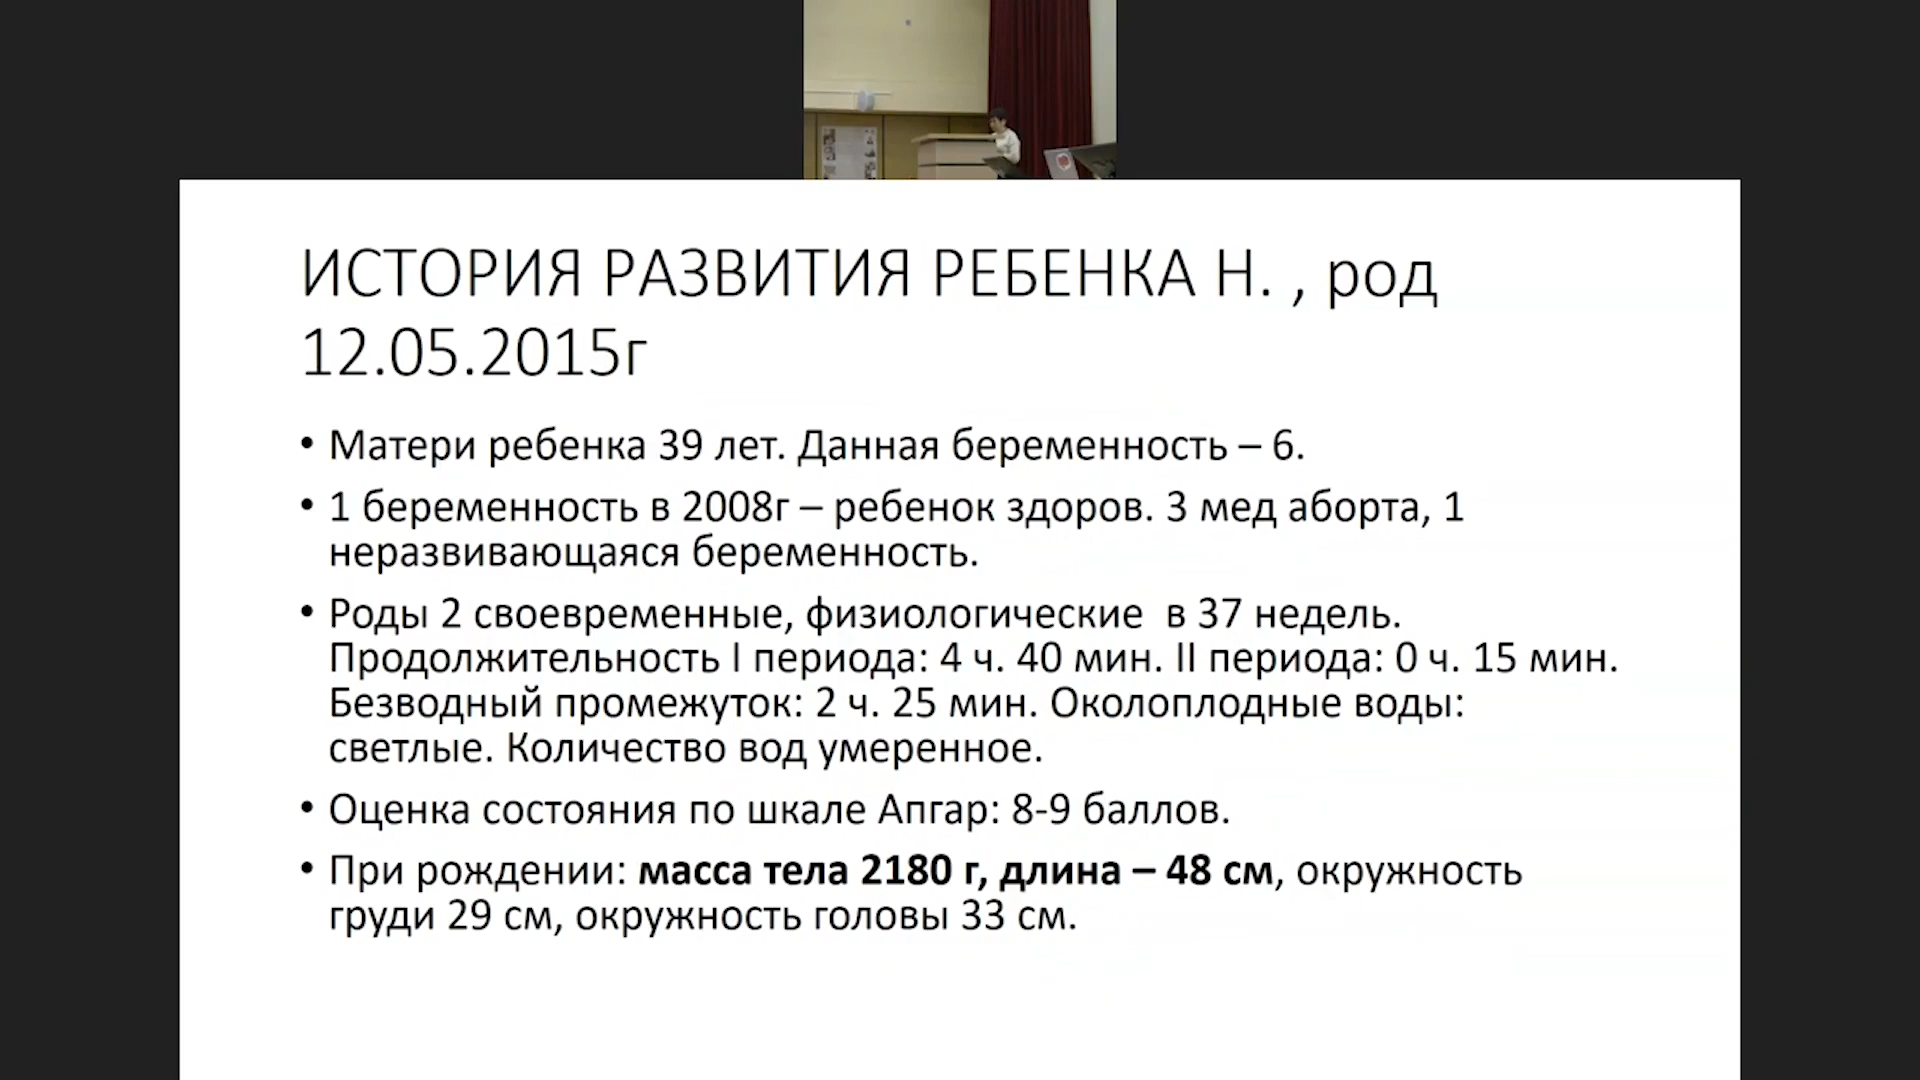 ИСТОРИЯ РАЗВИТИЯ РЕБЕНКА Н. , род
12.05.2015г
• Матери ребенка 39 лет. Данная беременность – 6.
• 1 беременность в 2008г – ребенок здоров. 3 мед аборта, 1
неразвивающаяся беременность.
• Роды 2 своевременные, физиологические  в 37 недель.
Продолжительность I периода: 4 ч. 40 мин. II периода: 0 ч. 15 мин.
Безводный промежуток: 2 ч. 25 мин. Околоплодные воды:
светлые. Количество вод умеренное.
• Оценка состояния по шкале Апгар: 8-9 баллов.
• При рождении: масса тела 2180 г, длина – 48 см, окружность
груди 29 см, окружность головы 33 см.